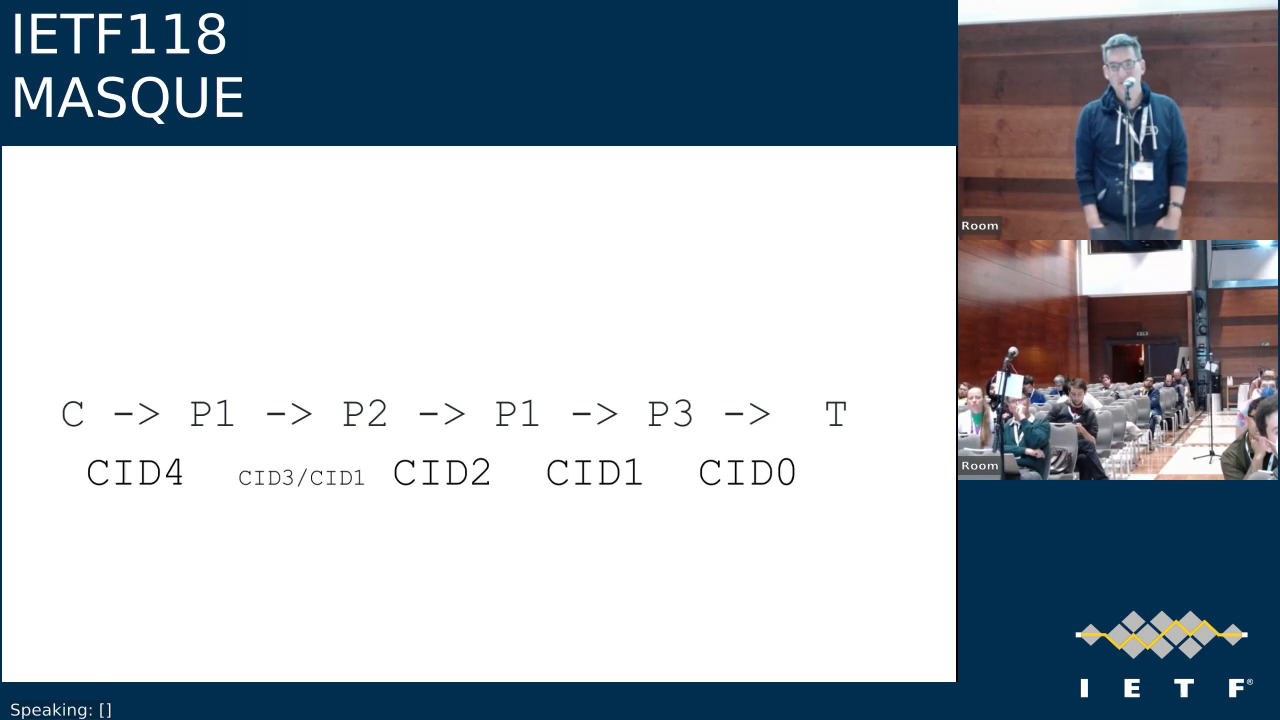 IETF118
MASQUE
C -> P1 -> P2 -> P1 -> P3 -> T
CID4 CID3/CID1 CID2 CID1 CID0
Room
Room
I E T F®
Speaking: []